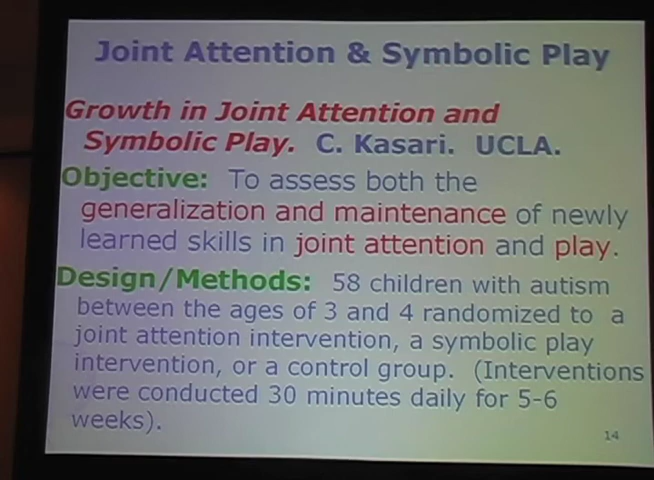 Joint Attention & Symbolic Play
Growth in Joint Attention and
Symbolic Play. C. Kasari. UCLA.
Objective: To assess both the
generalization and maintenance of newly
learned skills in joint attention and play.
Design/Methods: 58 children with autism
between the ages of 3 and 4 randomized to a
joint attention intervention, a symbolic play
intervention, or a control group. (Interventions
were conducted 30 minutes daily for 5-6
weeks).
14